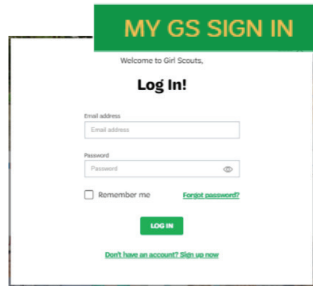 MY GS SIGN IN
Welcome to Girl Scouts,
Log In!
Email address
Email address
Password
Password
Remember me
Forgot password?
LOG IN
Don't have an account? Sign up now